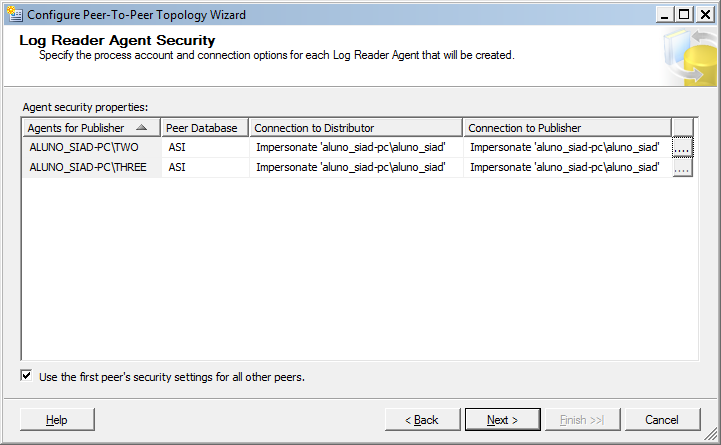 Configure Peer-To-Peer Topology Wizard
Log Reader Agent Security
Specify the process account and connection options for each Log Reader Agent that will be created.
Agent security properties:
Agents for Publisher Peer Database Connection to Distributor Connection to Publisher
ALUNO_SIAD-PC\TWO ASI Impersonate 'aluno_siad-pc\aluno_siad' Impersonate 'aluno_siad-pc\aluno_siad' ....
ALUNO_SIAD-PC\THREE ASI Impersonate 'aluno_siad-pc\aluno_siad' Impersonate 'aluno_siad-pc\aluno_siad' ....
Use the first peer's security settings for all other peers.
Help < Back Next > Finish >>| Cancel